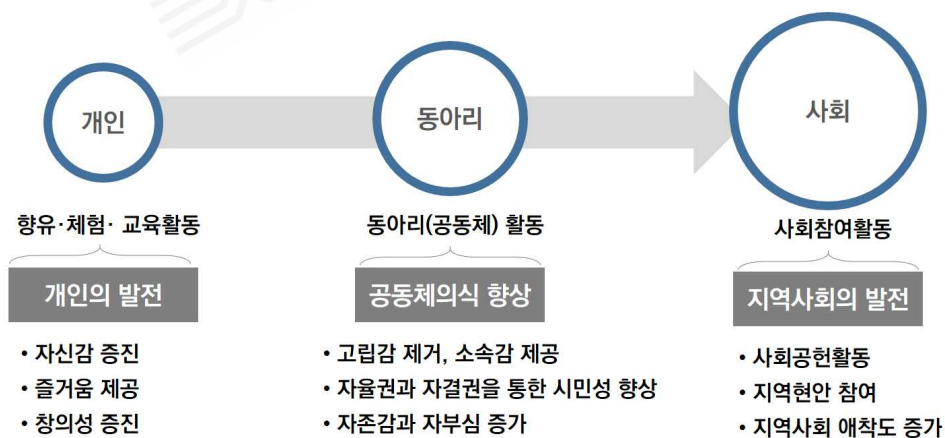 개인
동아리
사회
향유·체험· 교육활동
동아리(공동체) 활동
사회참여활동
개인의 발전
공동체의식 향상
지역사회의 발전
• 자신감 증진
• 즐거움 제공
• 창의성 증진
• 고립감 제거, 소속감 제공
• 자율권과 자결권을 통한 시민성 향상
• 자존감과 자부심 증가
• 사회공헌활동
• 지역현안 참여
• 지역사회 애착도 증가